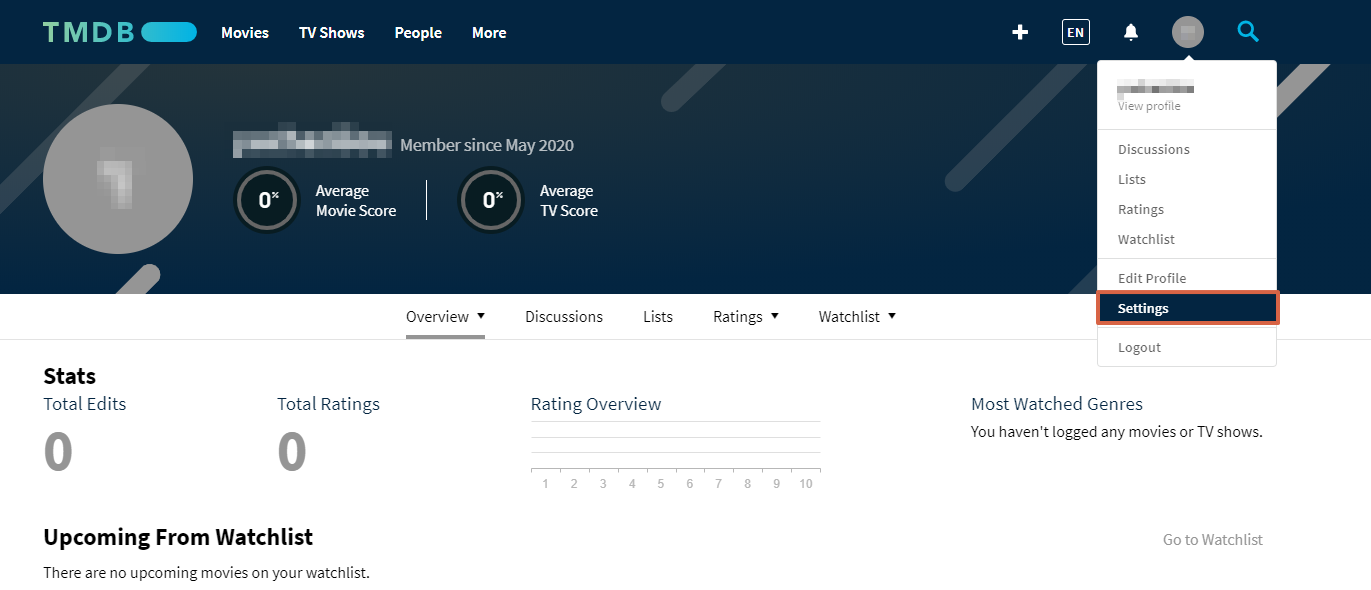 TMDB
Movies TV Shows People More
EN
View profile
Discussions
Lists
Ratings
Watchlist
Edit Profile
Settings
Logout
Member since May 2020
0% Average Movie Score
0% Average TV Score
Overview Discussions Lists Ratings Watchlist
Stats
Total Edits
0
Total Ratings
0
Rating Overview
1 2 3 4 5 6 7 8 9 10
Most Watched Genres
You haven't logged any movies or TV shows.
Upcoming From Watchlist
Go to Watchlist
There are no upcoming movies on your watchlist.